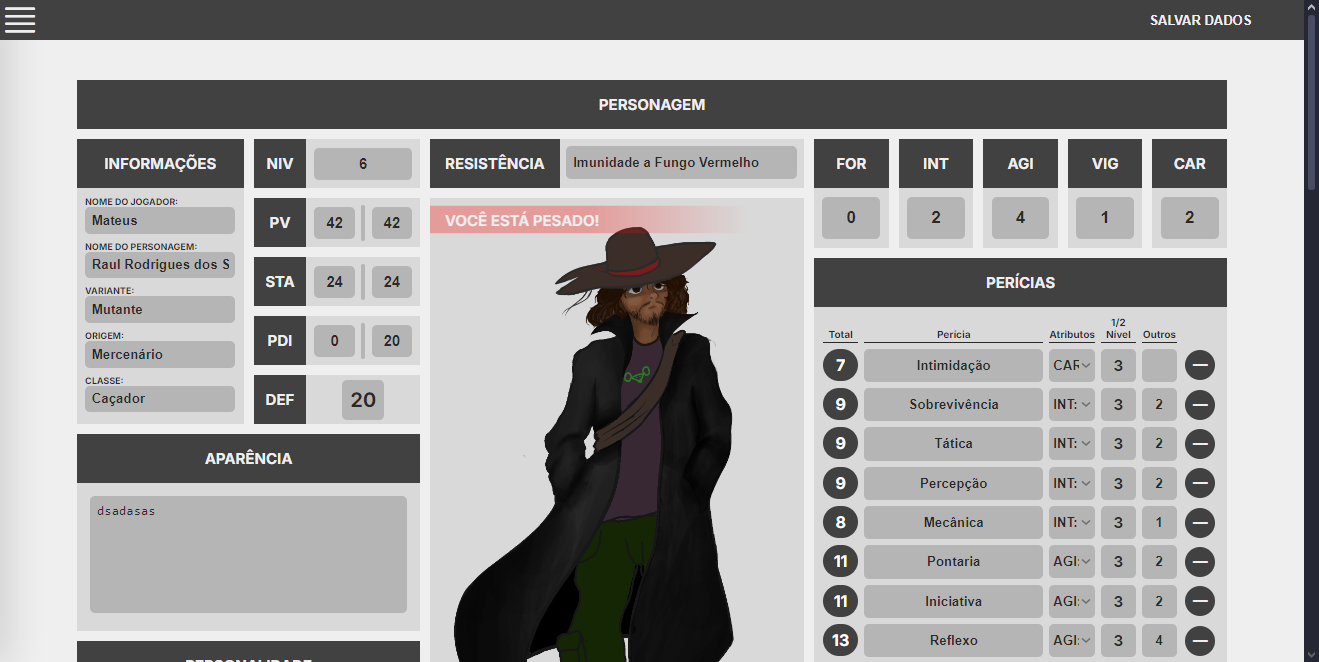 SALVAR DADOS
PERSONAGEM
INFORMAÇÕES
NOME DO JOGADOR:
Mateus
NOME DO PERSONAGEM:
Raul Rodrigues dos S
VARIANTE:
Mutante
ORIGEM:
Mercenário
CLASSE:
Caçador
NIV 6
PV 42 42
STA 24 24
PDI 0 20
DEF 20
APARÊNCIA
dsadasas
PERSONALIDADE
RESISTÊNCIA Imunidade a Fungo Vermelho
VOCÊ ESTÁ PESADO!
FOR INT AGI VIG CAR
0 2 4 1 2
PERÍCIAS
Total Perícia Atributos 1/2 Nível Outros
7 Intimidação CAR 3
9 Sobrevivência INT: 3 2
9 Tática INT: 3 2
9 Percepção INT: 3 2
8 Mecânica INT: 3 1
11 Pontaria AGI: 3 2
11 Iniciativa AGI: 3 2
13 Reflexo AGI: 3 4